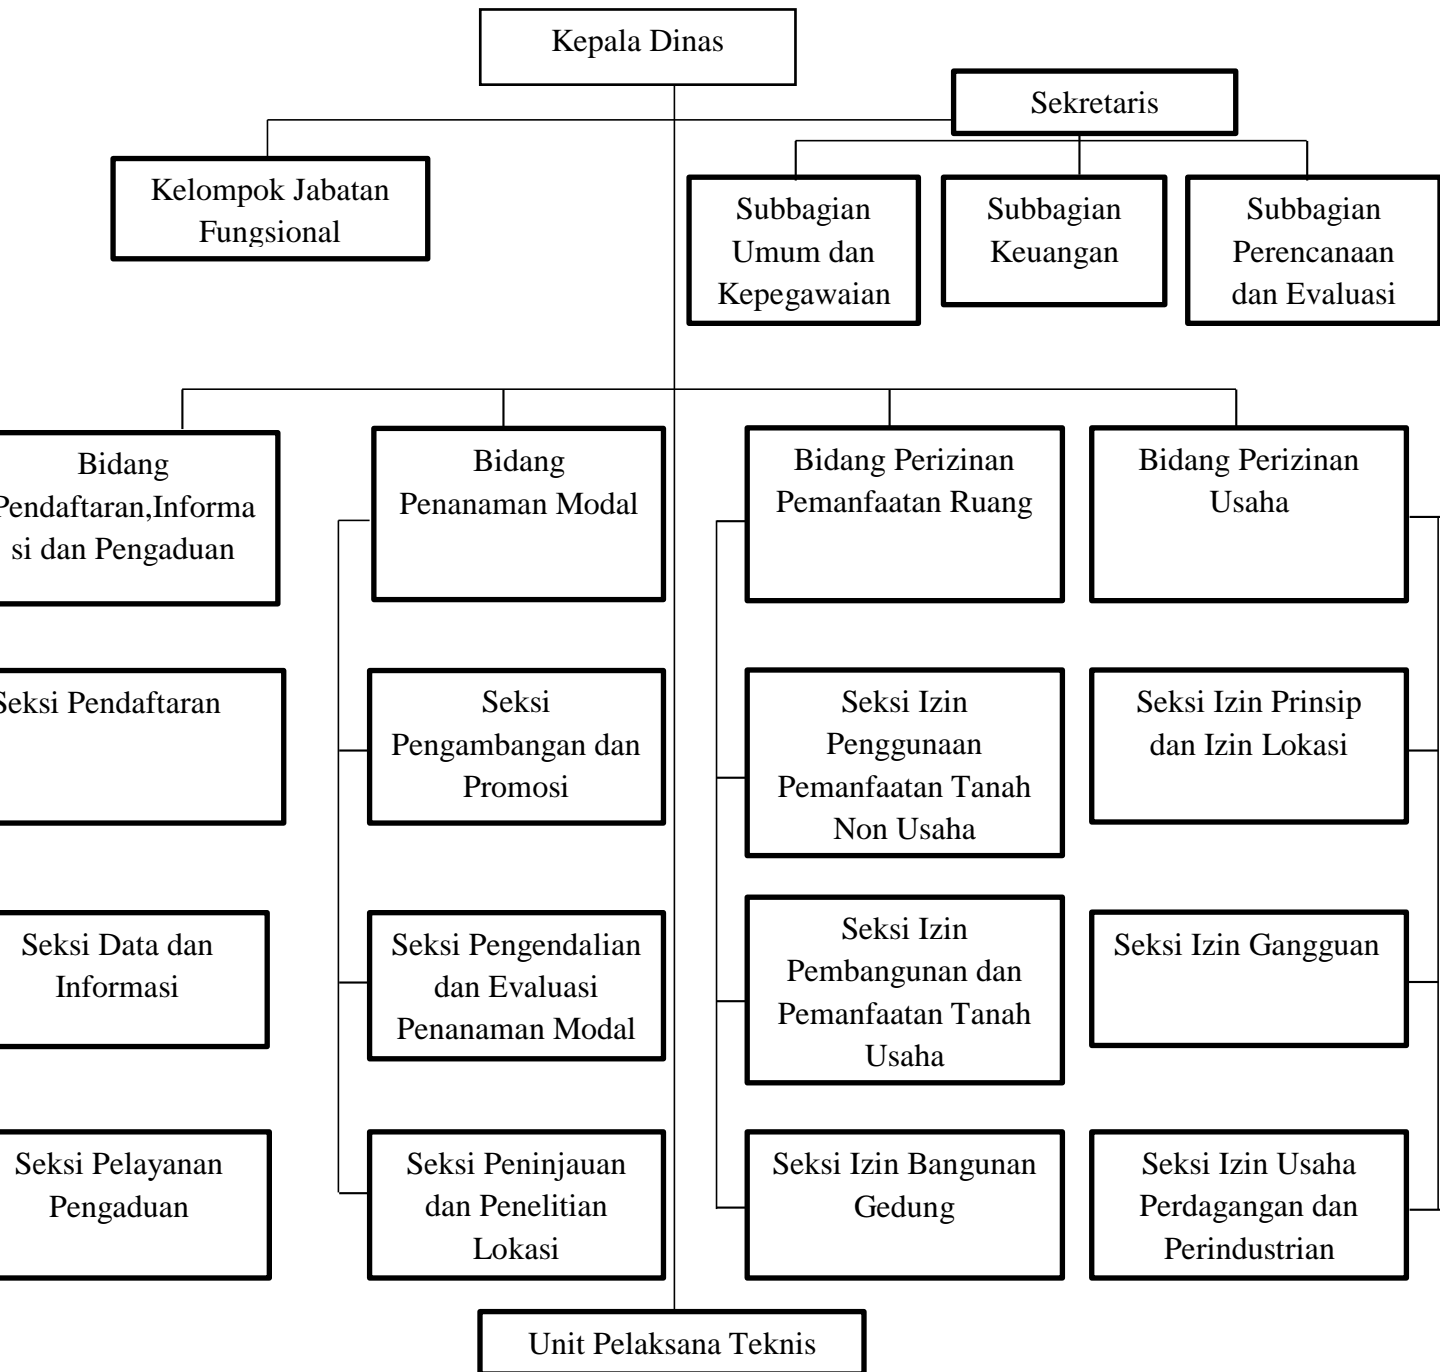 Kepala Dinas
Sekretaris
Kelompok Jabatan
Fungsional
Subbagian
Umum dan
Kepegawaian
Subbagian
Keuangan
Subbagian
Perencanaan
dan Evaluasi
Bidang
Pendaftaran,Informa
si dan Pengaduan
Bidang
Penanaman Modal
Bidang Perizinan
Pemanfaatan Ruang
Bidang Perizinan
Usaha
Seksi Pendaftaran
Seksi
Pengambangan dan
Promosi
Seksi Izin
Penggunaan
Pemanfaatan Tanah
Non Usaha
Seksi Izin Prinsip
dan Izin Lokasi
Seksi Data dan
Informasi
Seksi Pengendalian
dan Evaluasi
Penanaman Modal
Seksi Izin
Pembangunan dan
Pemanfaatan Tanah
Usaha
Seksi Izin Gangguan
Seksi Pelayanan
Pengaduan
Seksi Peninjauan
dan Penelitian
Lokasi
Seksi Izin Bangunan
Gedung
Seksi Izin Usaha
Perdagangan dan
Perindustrian
Unit Pelaksana Teknis